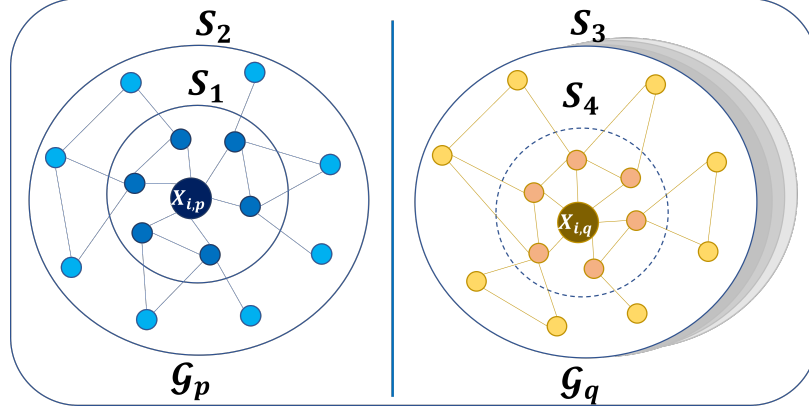 S₂
S₁
X_{i,p}
𝒢_p
S₃
S₄
X_{i,q}
𝒢_q